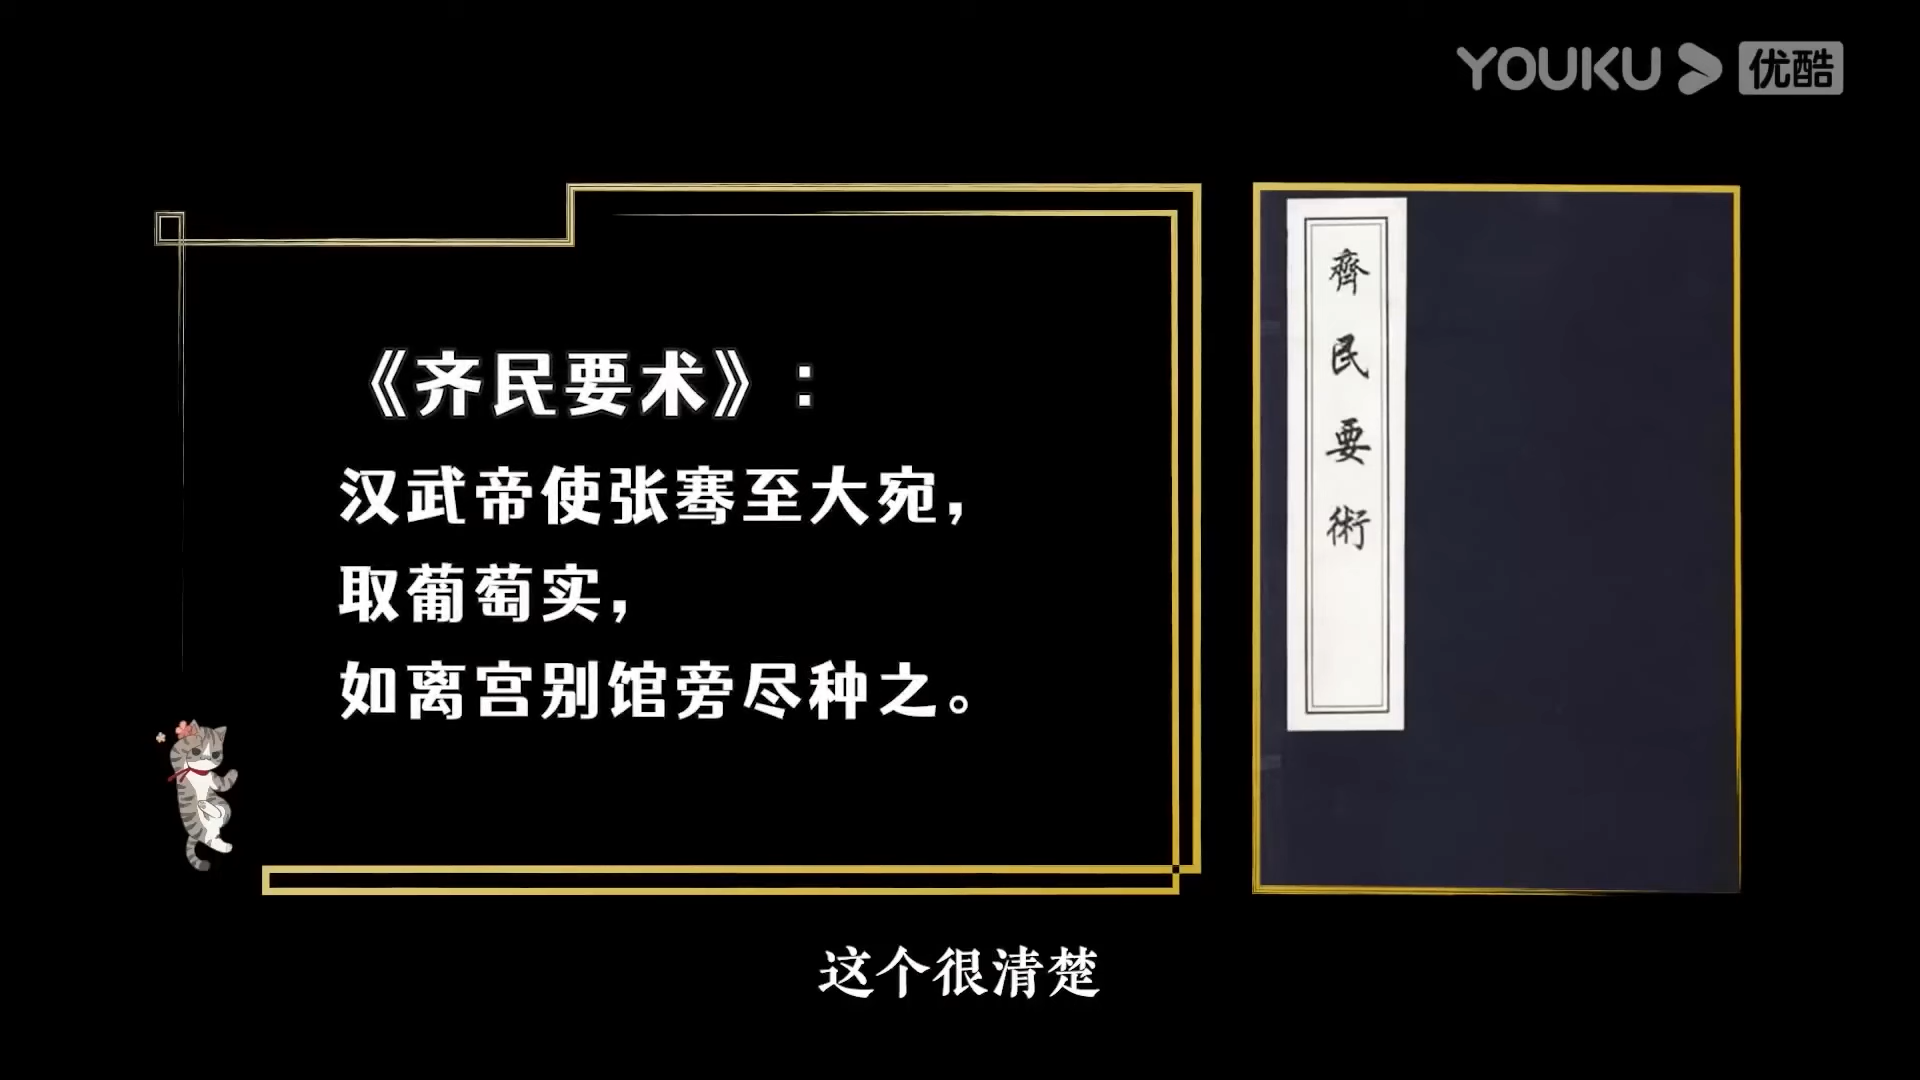 YOUKU 优酷
《齐民要术》：
汉武帝使张骞至大宛，
取葡萄实，
如离宫别馆旁尽种之。
齊民要術
这个很清楚